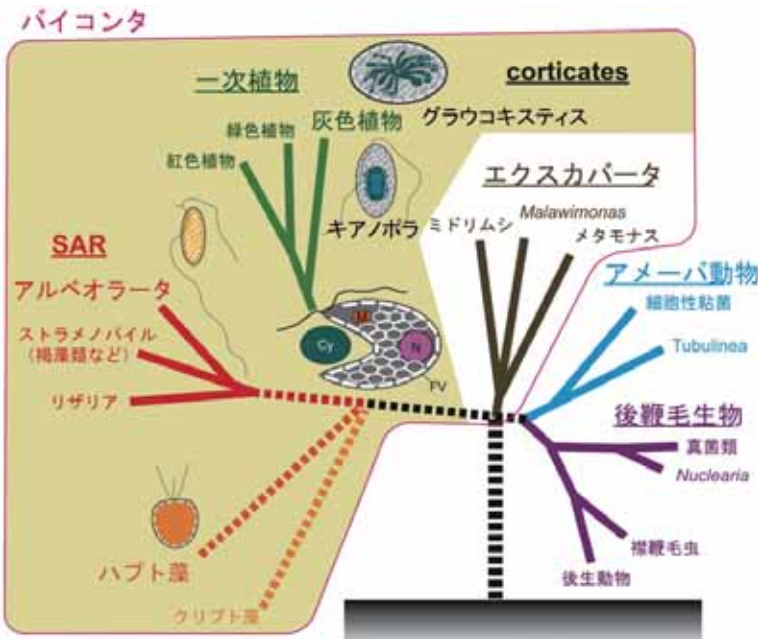 バイコンタ
一次植物
corticates
グラウコキスティス
緑色植物
灰色植物
紅色植物
エクスカバータ
キアノポラ
ミドリムシ
Malawimonas
メタモナス
SAR
アルベオラータ
アメーバ動物
細胞性粘菌
ストラメノパイル
(褐藻類など)
M
Cy
N
Tubulinea
FV
リザリア
後鞭毛生物
真菌類
Nuclearia
ハプト藻
襟鞭毛虫
後生動物
クリプト藻